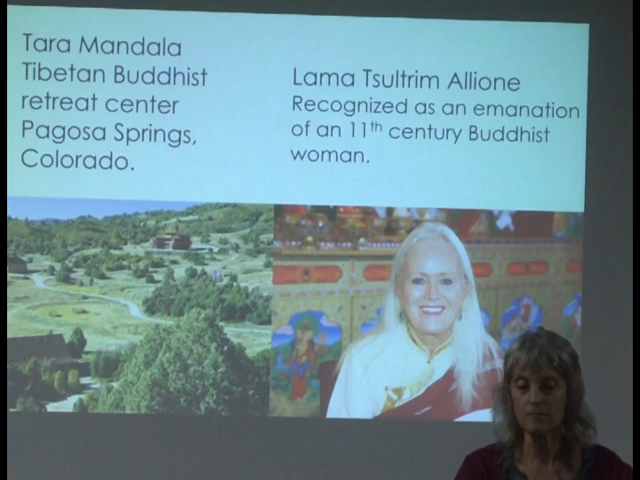 Tara Mandala
Tibetan Buddhist
retreat center
Pagosa Springs,
Colorado.
Lama Tsultrim Allione
Recognized as an emanation
of an 11th century Buddhist
woman.